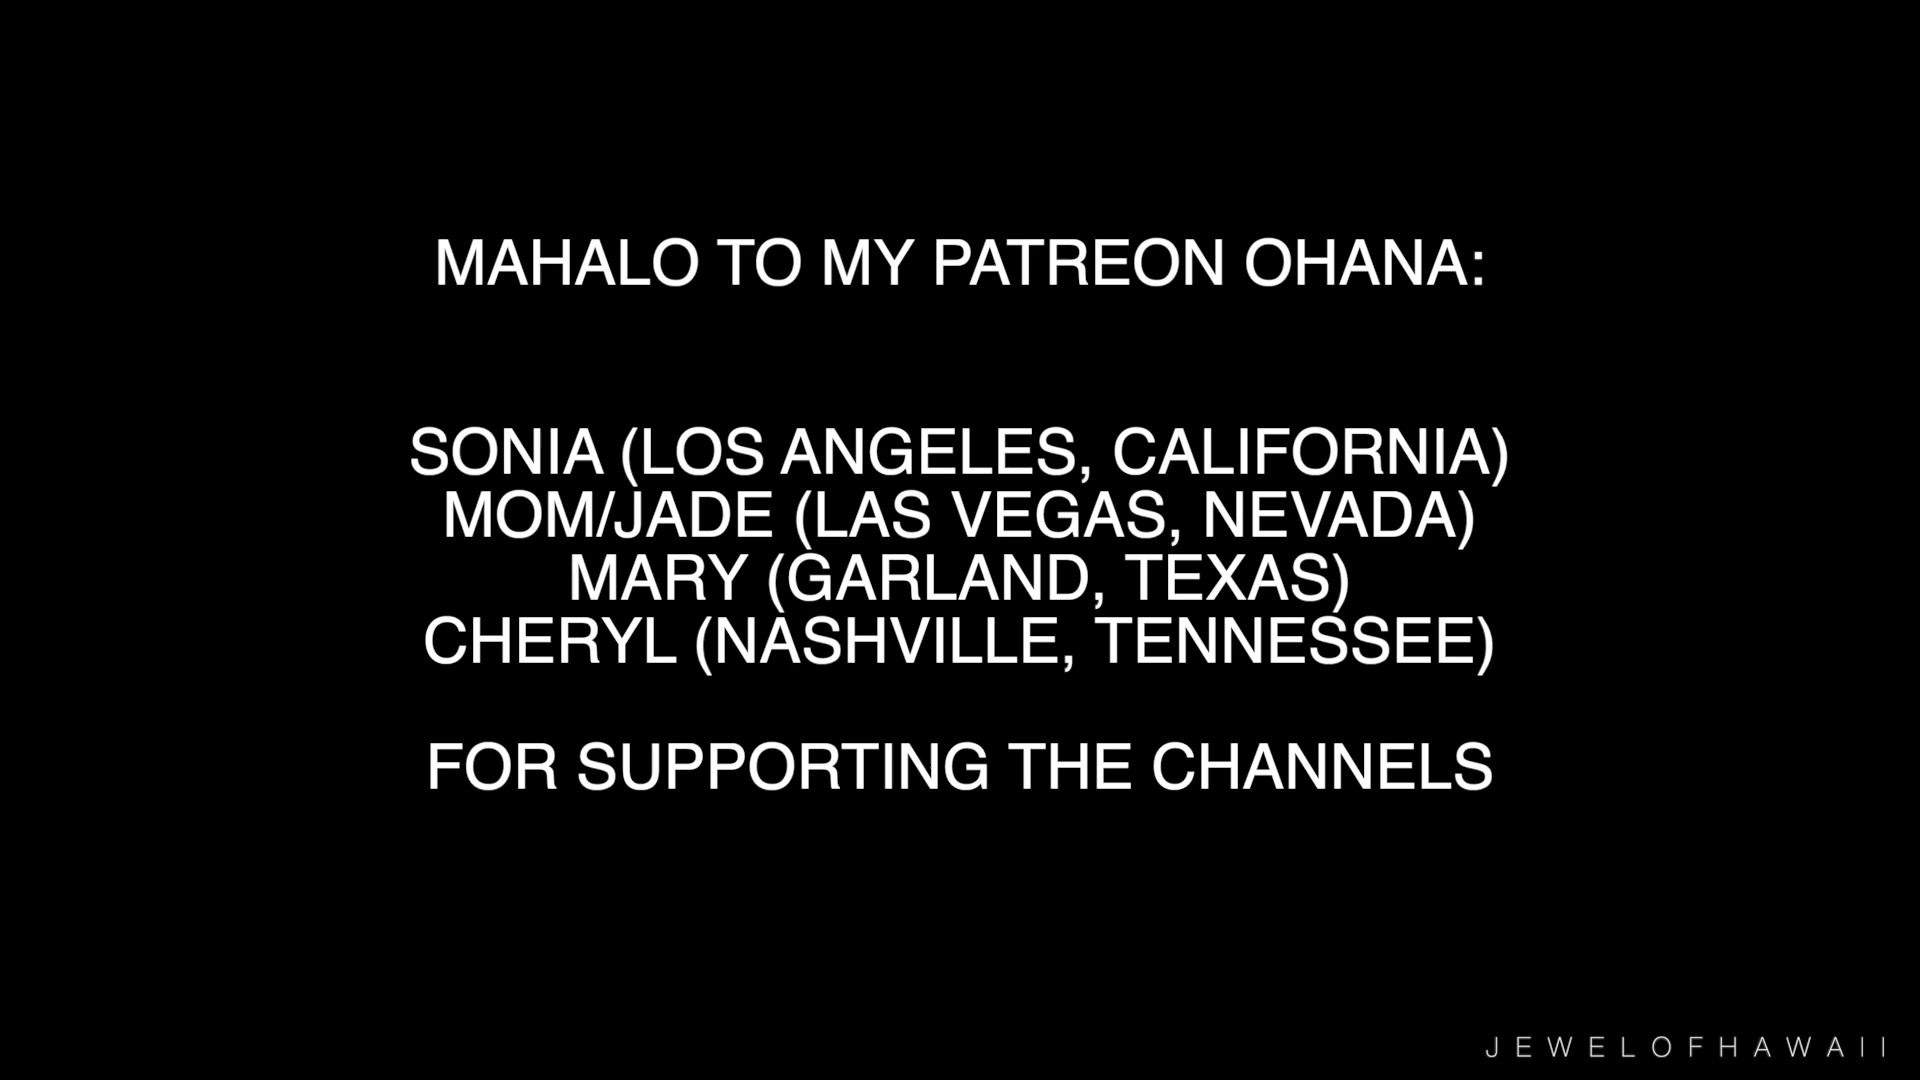 MAHALO TO MY PATREON OHANA:
SONIA (LOS ANGELES, CALIFORNIA)
MOM/JADE (LAS VEGAS, NEVADA)
MARY (GARLAND, TEXAS)
CHERYL (NASHVILLE, TENNESSEE)
FOR SUPPORTING THE CHANNELS
JEWELOFHAWAII